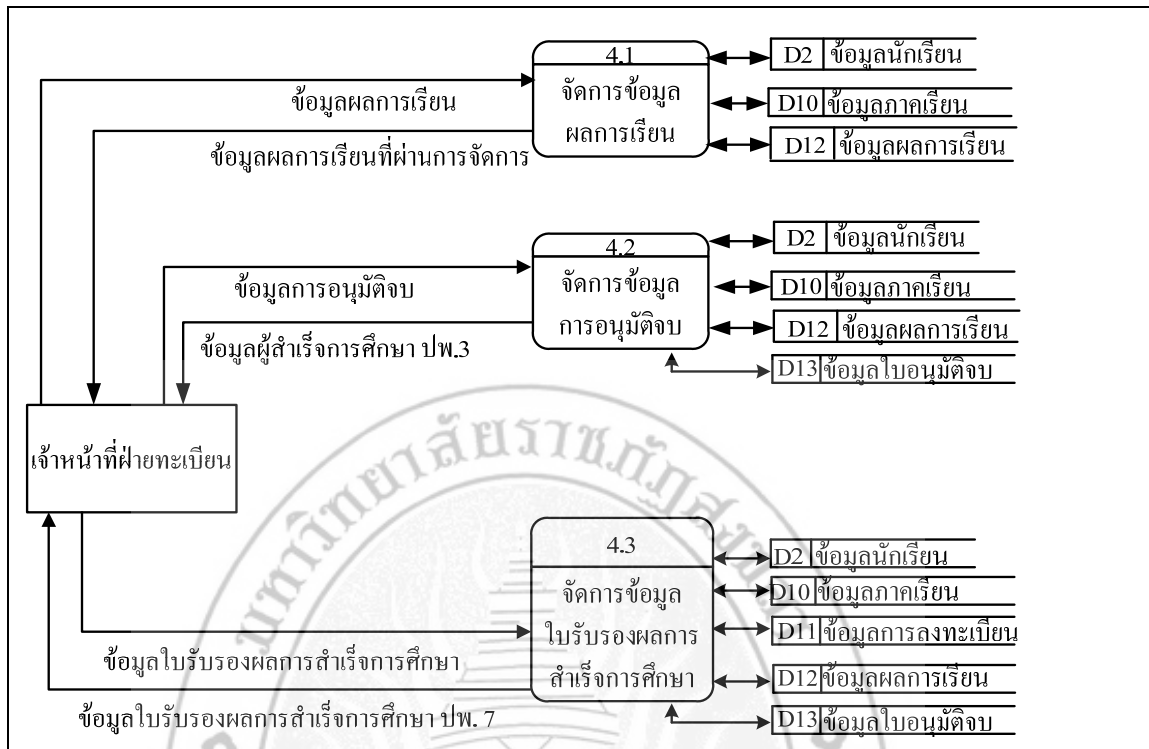 4.1
จัดการข้อมูล
ผลการเรียน
D2 ข้อมูลนักเรียน
D10 ข้อมูลภาคเรียน
D12 ข้อมูลผลการเรียน
ข้อมูลผลการเรียน
ข้อมูลผลการเรียนที่ผ่านการจัดการ
4.2
จัดการข้อมูล
การอนุมัติจบ
D2 ข้อมูลนักเรียน
D10 ข้อมูลภาคเรียน
D12 ข้อมูลผลการเรียน
D13 ข้อมูลใบอนุมัติจบ
ข้อมูลการอนุมัติจบ
ข้อมูลผู้สำเร็จการศึกษา ปพ.3
เจ้าหน้าที่ฝ่ายทะเบียน
4.3
จัดการข้อมูล
ใบรับรองผลการ
สำเร็จการศึกษา
D2 ข้อมูลนักเรียน
D10 ข้อมูลภาคเรียน
D11 ข้อมูลการลงทะเบียน
D12 ข้อมูลผลการเรียน
D13 ข้อมูลใบอนุมัติจบ
ข้อมูลใบรับรองผลการสำเร็จการศึกษา
ข้อมูลใบรับรองผลการสำเร็จการศึกษา ปพ. 7
มหาวิทยาลัยราชภัฏสงขลา